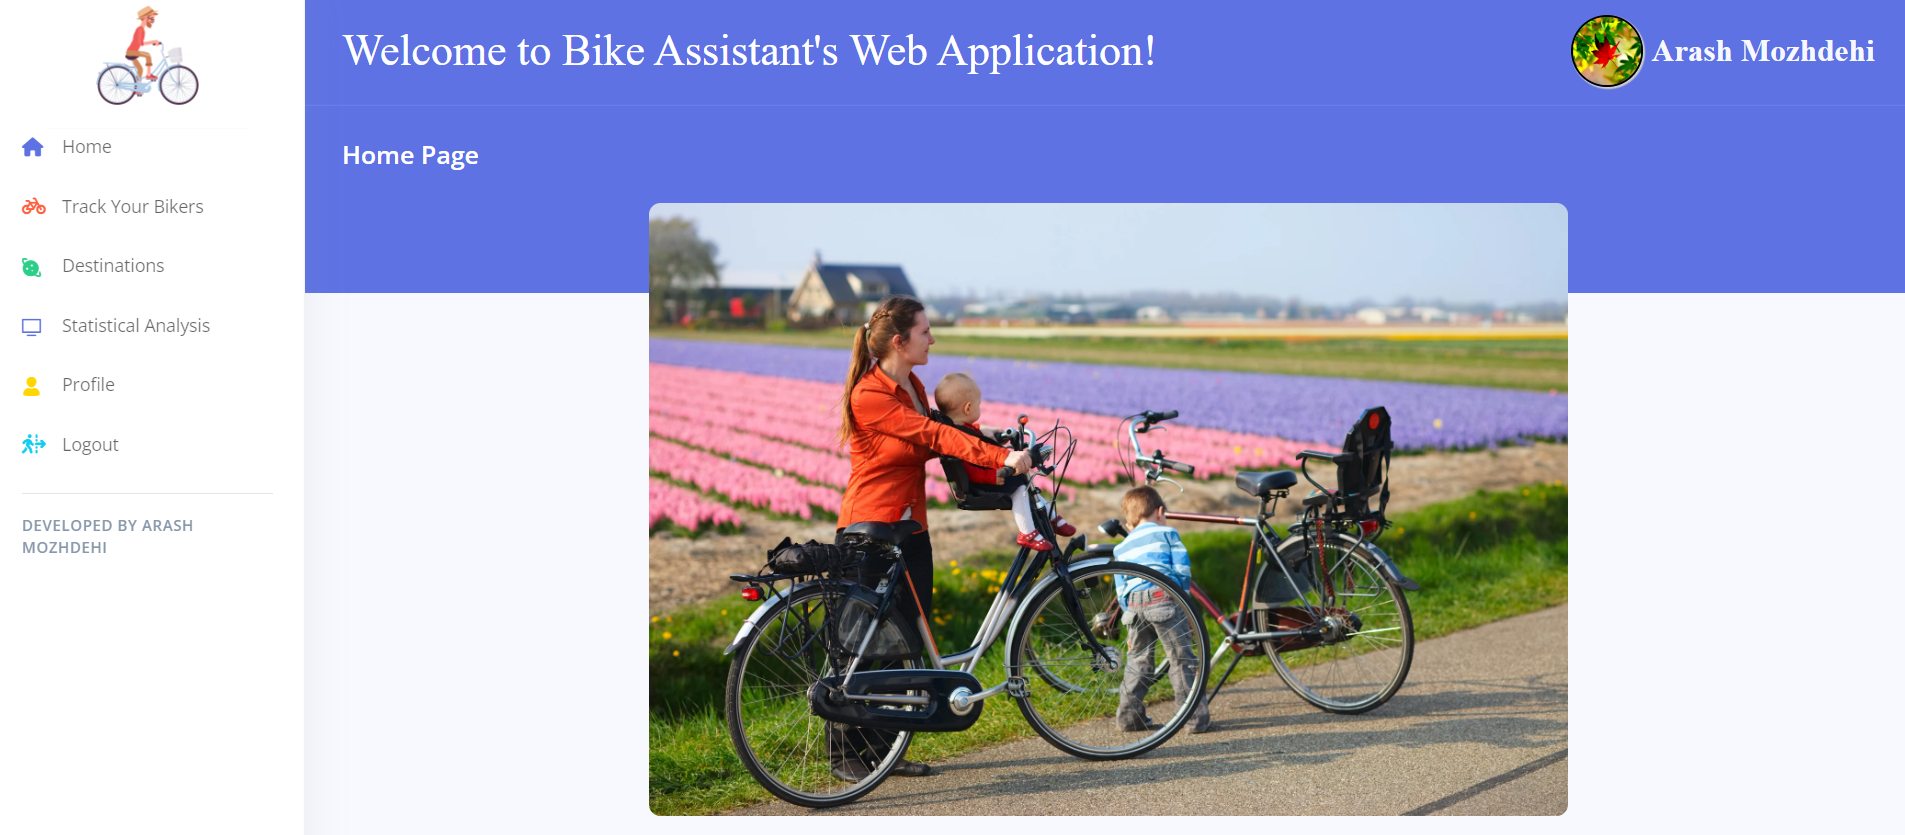 Welcome to Bike Assistant's Web Application!
Arash Mozhdehi
Home
Track Your Bikers
Destinations
Statistical Analysis
Profile
Logout
DEVELOPED BY ARASH
MOZHDEHI
Home Page